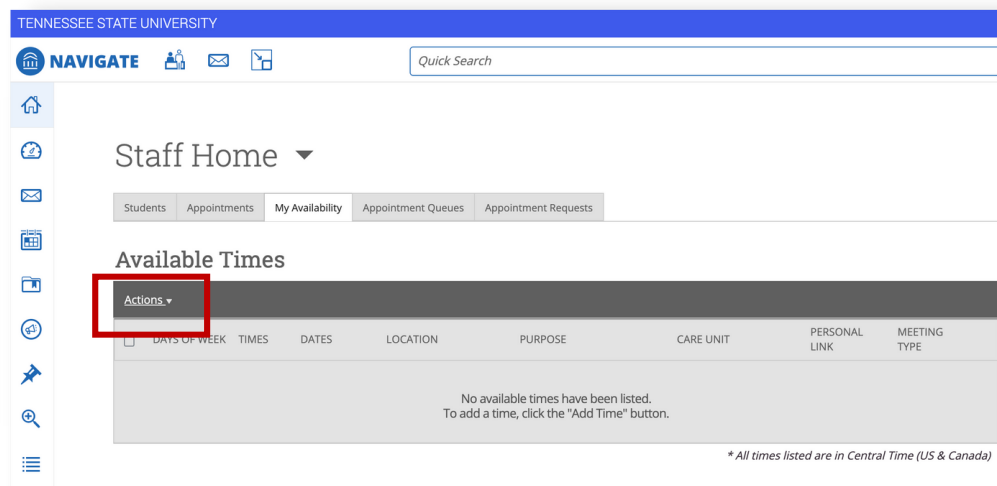 TENNESSEE STATE UNIVERSITY
NAVIGATE
Quick Search
Staff Home
Students Appointments My Availability Appointment Queues Appointment Requests
Available Times
Actions
DAYS OF WEEK TIMES DATES LOCATION PURPOSE CARE UNIT PERSONAL LINK MEETING TYPE
No available times have been listed.
To add a time, click the "Add Time" button.
* All times listed are in Central Time (US & Canada)